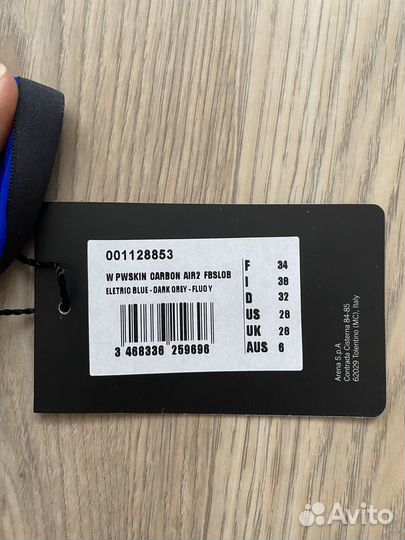 001128853
W PWSKIN CARBON AIR2 FBSLOB
ELETRIC BLUE - DARK GREY - FLUO Y
3 468336 259696
F 34
I 38
D 32
US 28
UK 28
AUS 6
Arena S.p.A
Contrada Cisterna 84-85
62029 Tolentino (MC), Italy
Avito